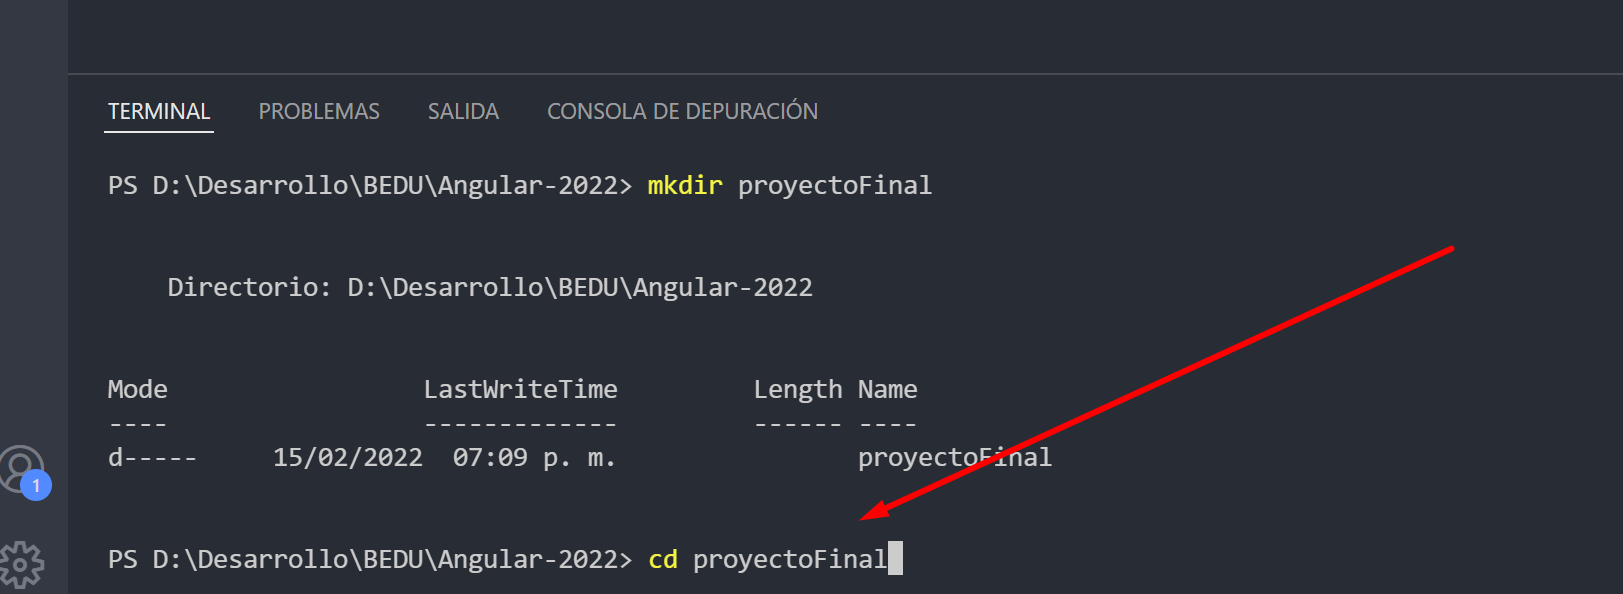 TERMINAL PROBLEMAS SALIDA CONSOLA DE DEPURACIÓN
PS D:\Desarrollo\BEDU\Angular-2022> mkdir proyectoFinal
Directorio: D:\Desarrollo\BEDU\Angular-2022
Mode LastWriteTime Length Name
---- ------------- ------ ----
d----- 15/02/2022 07:09 p. m. proyectoFinal
1
PS D:\Desarrollo\BEDU\Angular-2022> cd proyectoFinal